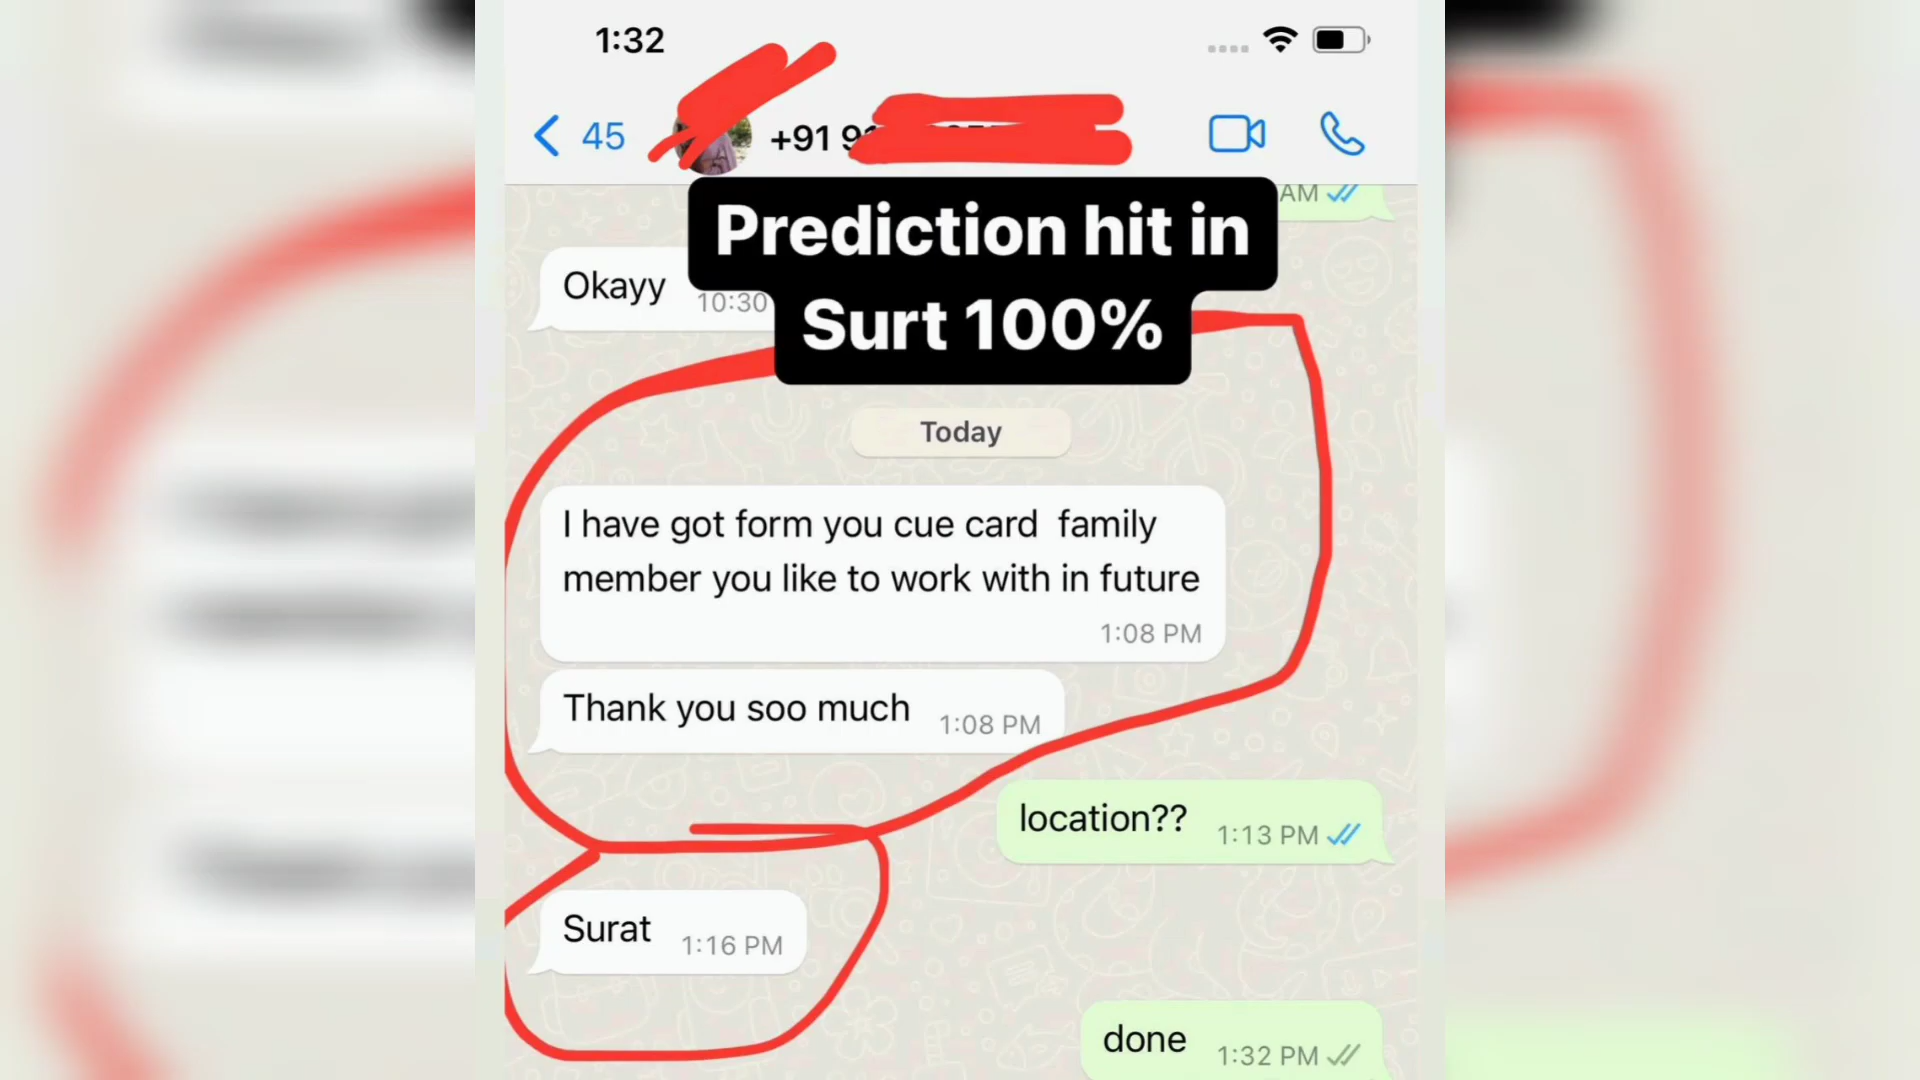 1:32
45
+91 9
AM
Prediction hit in
Surt 100%
Okayy
10:30
Today
I have got form you cue card  family
member you like to work with in future
1:08 PM
Thank you soo much
1:08 PM
location??
1:13 PM
Surat
1:16 PM
done
1:32 PM